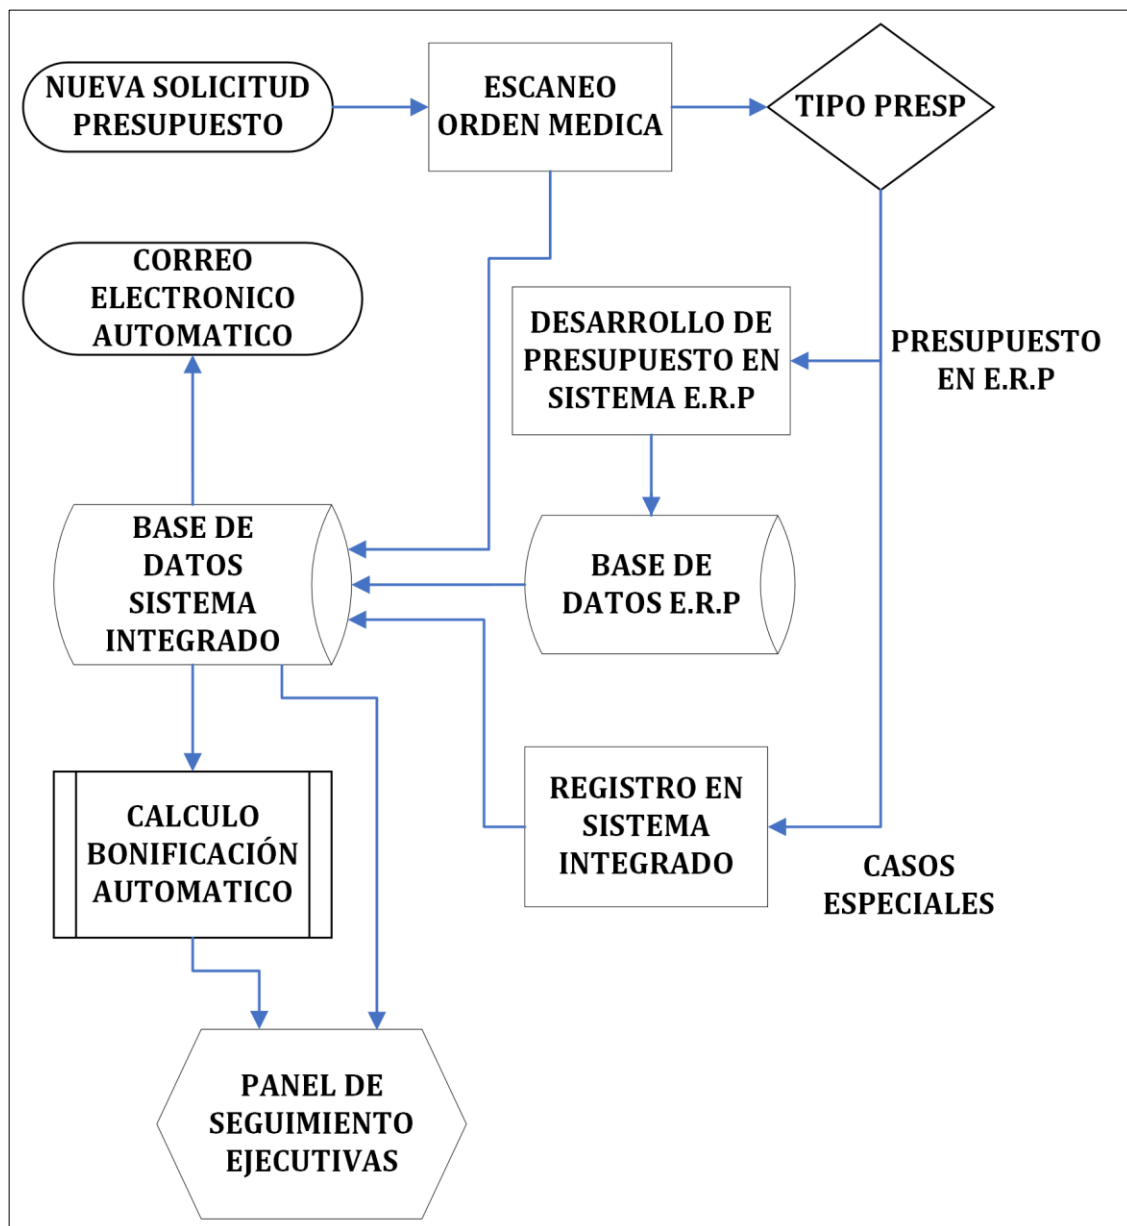 NUEVA SOLICITUD
PRESUPUESTO
ESCANEO
ORDEN MEDICA
TIPO PRESP
CORREO
ELECTRONICO
AUTOMATICO
DESARROLLO DE
PRESUPUESTO EN
SISTEMA E.R.P
PRESUPUESTO
EN E.R.P
BASE DE
DATOS
SISTEMA
INTEGRADO
BASE DE
DATOS E.R.P
CALCULO
BONIFICACIÓN
AUTOMATICO
REGISTRO EN
SISTEMA
INTEGRADO
CASOS
ESPECIALES
PANEL DE
SEGUIMIENTO
EJECUTIVAS